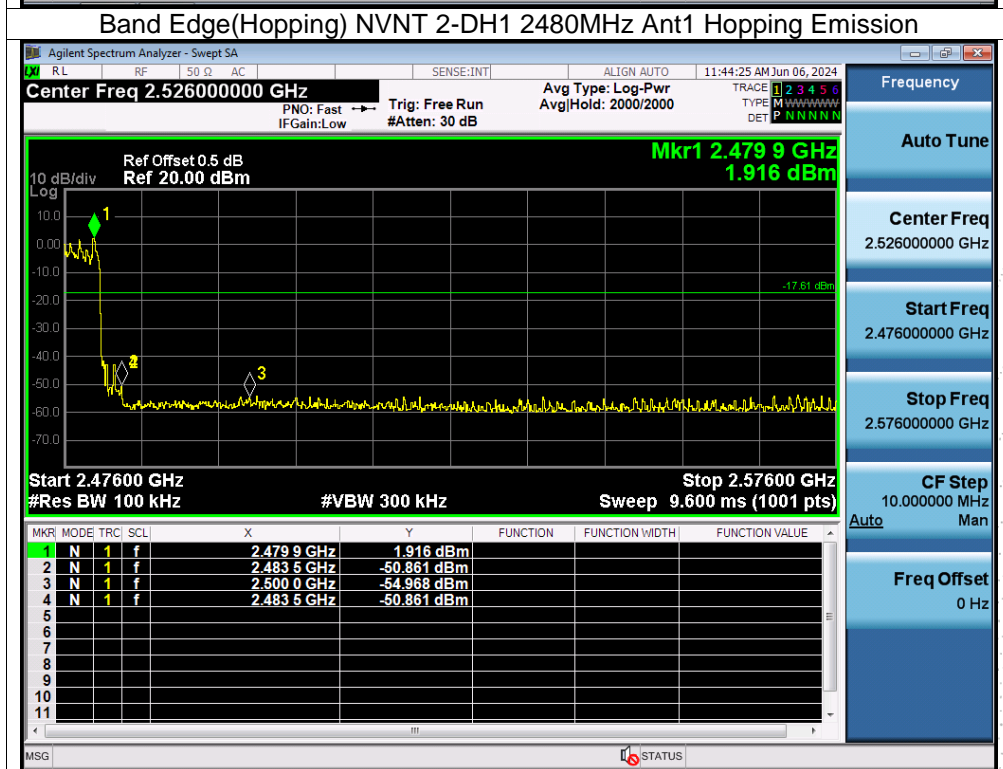 Band Edge(Hopping) NVNT 2-DH1 2480MHz Ant1 Hopping Emission
Agilent Spectrum Analyzer - Swept SA
LXI RL RF 50 Ω AC SENSE:INT ALIGN AUTO 11:44:25 AM Jun 06, 2024
Center Freq 2.526000000 GHz
PNO: Fast
IFGain:Low
Trig: Free Run
#Atten: 30 dB
Avg Type: Log-Pwr
Avg|Hold: 2000/2000
TRACE 1 2 3 4 5 6
TYPE M WWWWW
DET P N N N N N
Mkr1 2.479 9 GHz
1.916 dBm
Ref Offset 0.5 dB
10 dB/div Ref 20.00 dBm
Log
10.0
0.00
-10.0
-20.0
-30.0
-40.0
-50.0
-60.0
-70.0
1
-17.61 dBm
3
Start 2.47600 GHz Stop 2.57600 GHz
#Res BW 100 kHz #VBW 300 kHz Sweep 9.600 ms (1001 pts)
MKR MODE TRC SCL X Y FUNCTION FUNCTION WIDTH FUNCTION VALUE
1 N 1 f 2.479 9 GHz 1.916 dBm
2 N 1 f 2.483 5 GHz -50.861 dBm
3 N 1 f 2.500 0 GHz -54.968 dBm
4 N 1 f 2.483 5 GHz -50.861 dBm
5
6
7
8
9
10
11
MSG STATUS
Frequency
Auto Tune
Center Freq
2.526000000 GHz
Start Freq
2.476000000 GHz
Stop Freq
2.576000000 GHz
CF Step
10.000000 MHz
Auto Man
Freq Offset
0 Hz